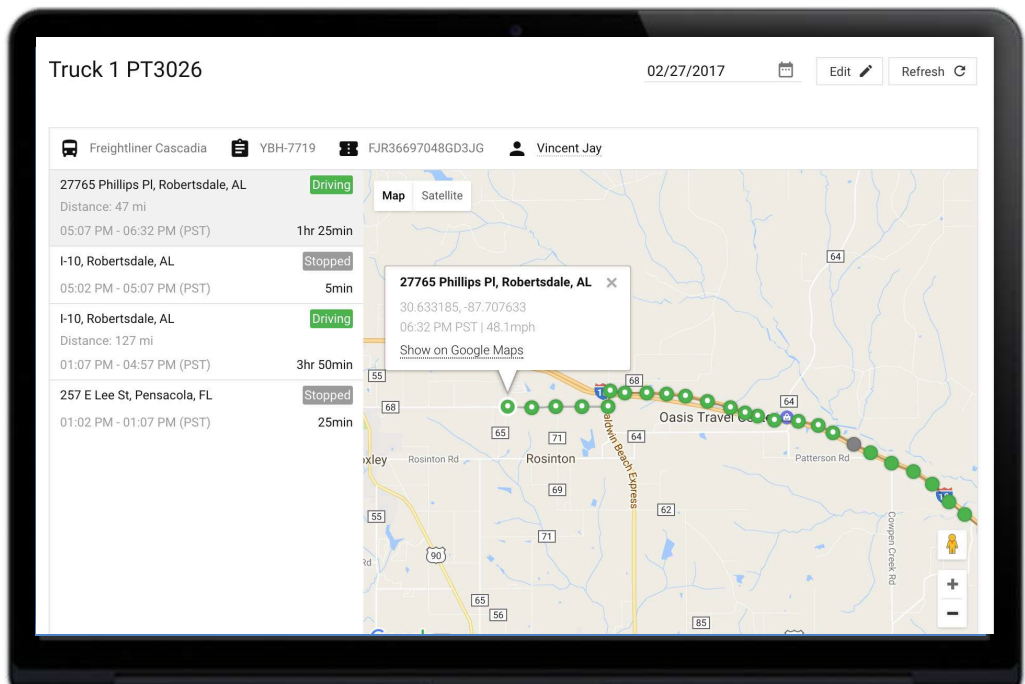 Truck 1 PT3026
02/27/2017
Edit
Refresh
Freightliner Cascadia
YBH-7719
FJR36697048GD3JG
Vincent Jay
27765 Phillips Pl, Robertsdale, AL
Driving
Distance: 47 mi
05:07 PM - 06:32 PM (PST)
1hr 25min
I-10, Robertsdale, AL
Stopped
05:02 PM - 05:07 PM (PST)
5min
I-10, Robertsdale, AL
Driving
Distance: 127 mi
01:07 PM - 04:57 PM (PST)
3hr 50min
257 E Lee St, Pensacola, FL
Stopped
01:02 PM - 01:07 PM (PST)
25min
Map
Satellite
64
27765 Phillips Pl, Robertsdale, AL
30.633185, -87.707633
06:32 PM PST | 48.1mph
Show on Google Maps
55
68
68
64
Oasis Travel
65
71
64
oxley
Rosinton Rd
Rosinton
Patterson Rd
aldwin Beach Express
69
55
62
Cowpen Creek Rd
71
90
Rd
65
56
85
+
−